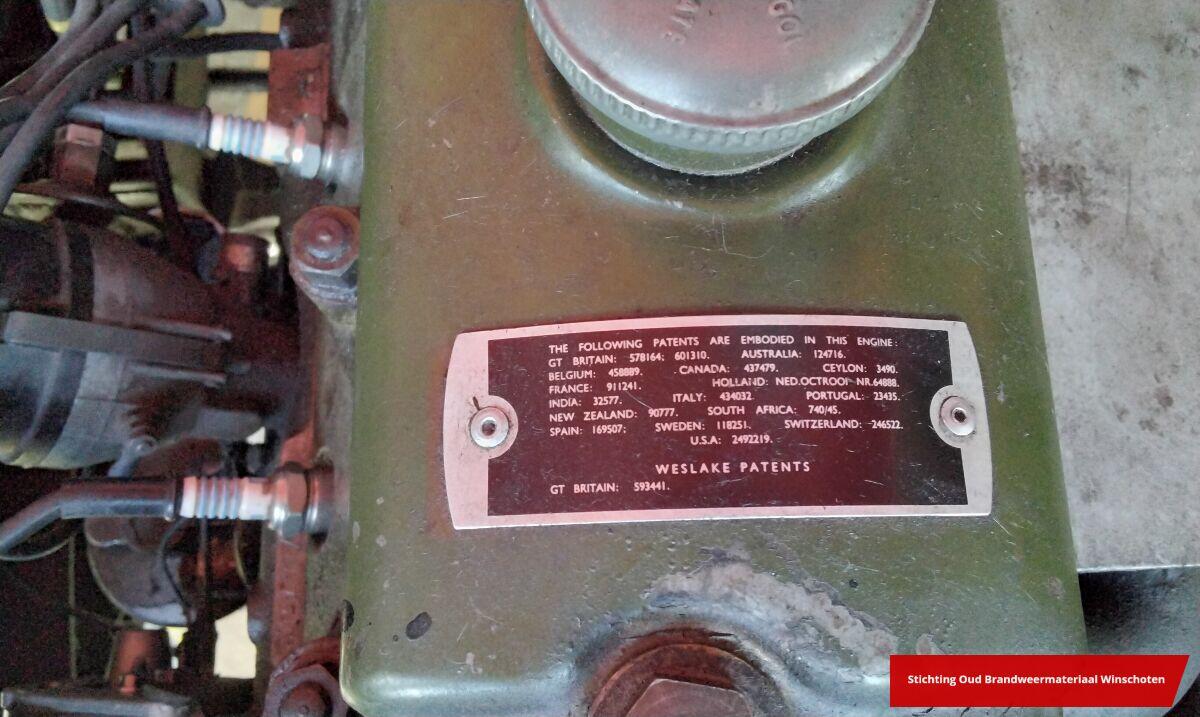 THE FOLLOWING PATENTS ARE EMBODIED IN THIS ENGINE:
GT BRITAIN: 578164; 601310. AUSTRALIA: 124716.
BELGIUM: 458889. CANADA: 437479. CEYLON: 3490.
FRANCE: 911241. HOLLAND: NED.OCTROOI NR.64888.
INDIA: 32577. ITALY: 434032. PORTUGAL: 23435.
NEW ZEALAND: 90777. SOUTH AFRICA: 740/45.
SPAIN: 169507; SWEDEN: 118251. SWITZERLAND: 246522.
U.S.A: 2492219.
WESLAKE PATENTS
GT BRITAIN: 593441.
Stichting Oud Brandweermateriaal Winschoten